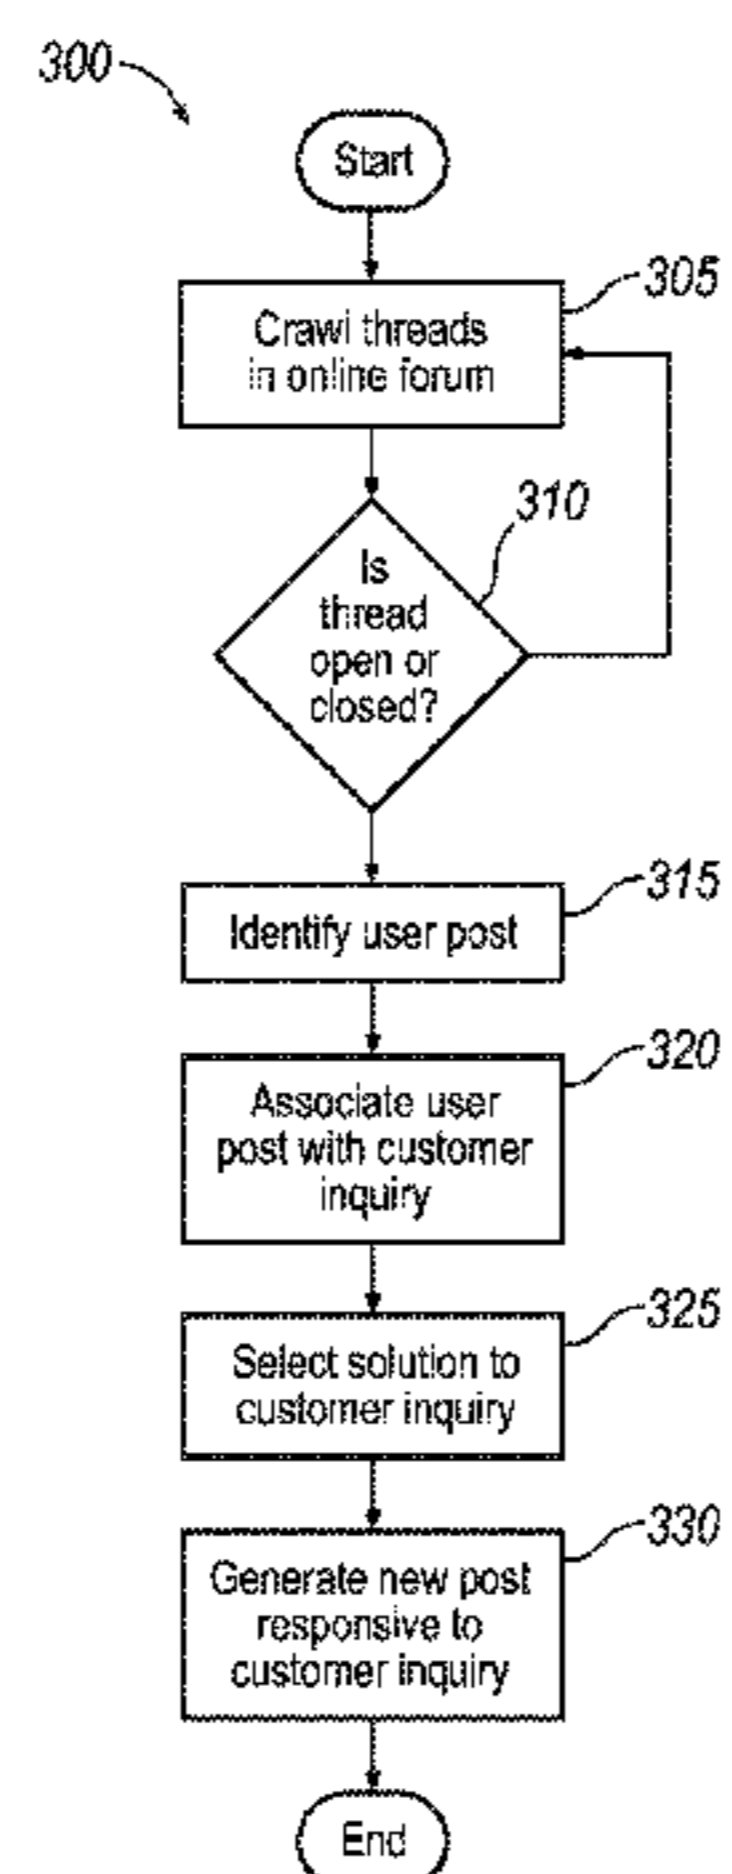 300
Start
305
Crawl threads
in online forum
310
Is
thread
open or
closed?
315
Identify user post
320
Associate user
post with customer
inquiry
325
Select solution to
customer inquiry
330
Generate new post
responsive to
customer inquiry
End